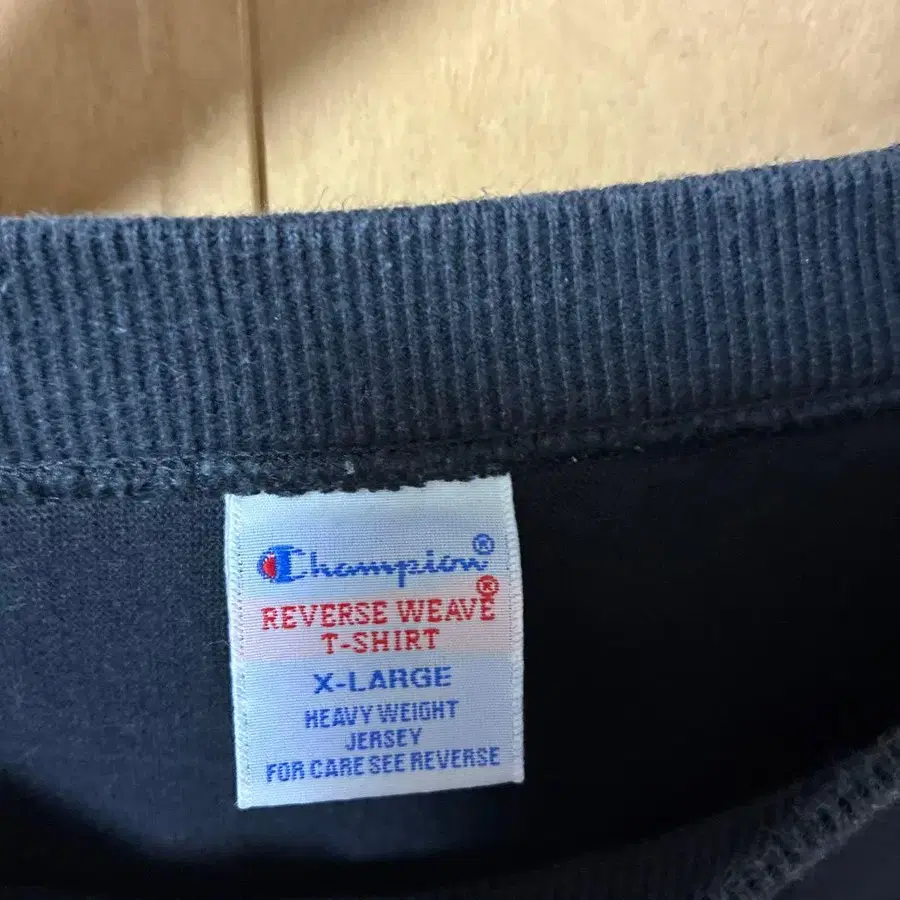 Champion®
REVERSE WEAVE®
T-SHIRT
X-LARGE
HEAVY WEIGHT
JERSEY
FOR CARE SEE REVERSE